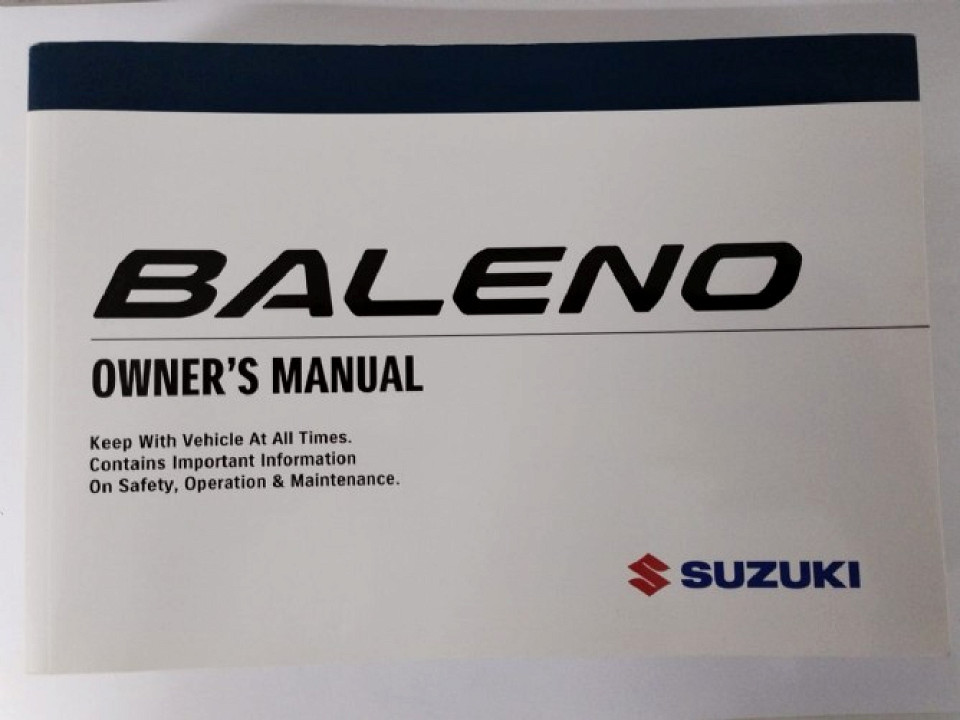 BALENO
OWNER'S MANUAL
Keep With Vehicle At All Times.
Contains Important Information
On Safety, Operation & Maintenance.
SUZUKI